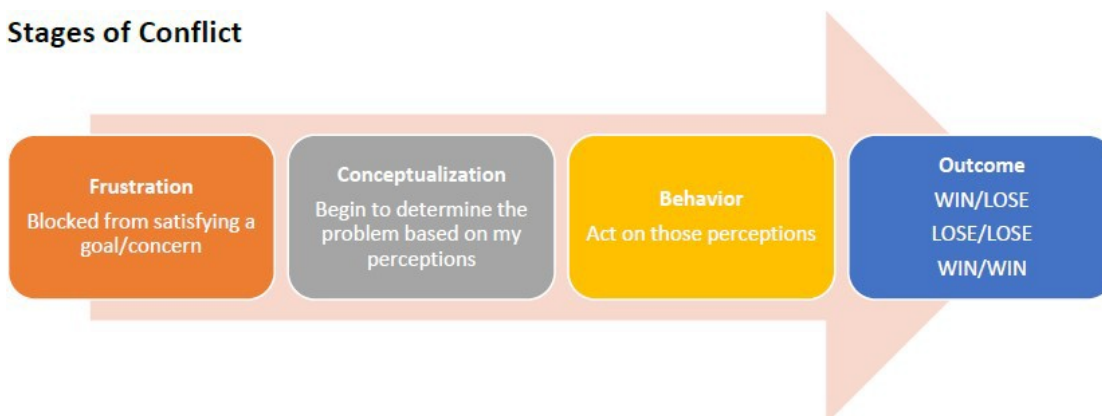 Stages of Conflict
Frustration
Blocked from satisfying a
goal/concern
Conceptualization
Begin to determine the
problem based on my
perceptions
Behavior
Act on those perceptions
Outcome
WIN/LOSE
LOSE/LOSE
WIN/WIN